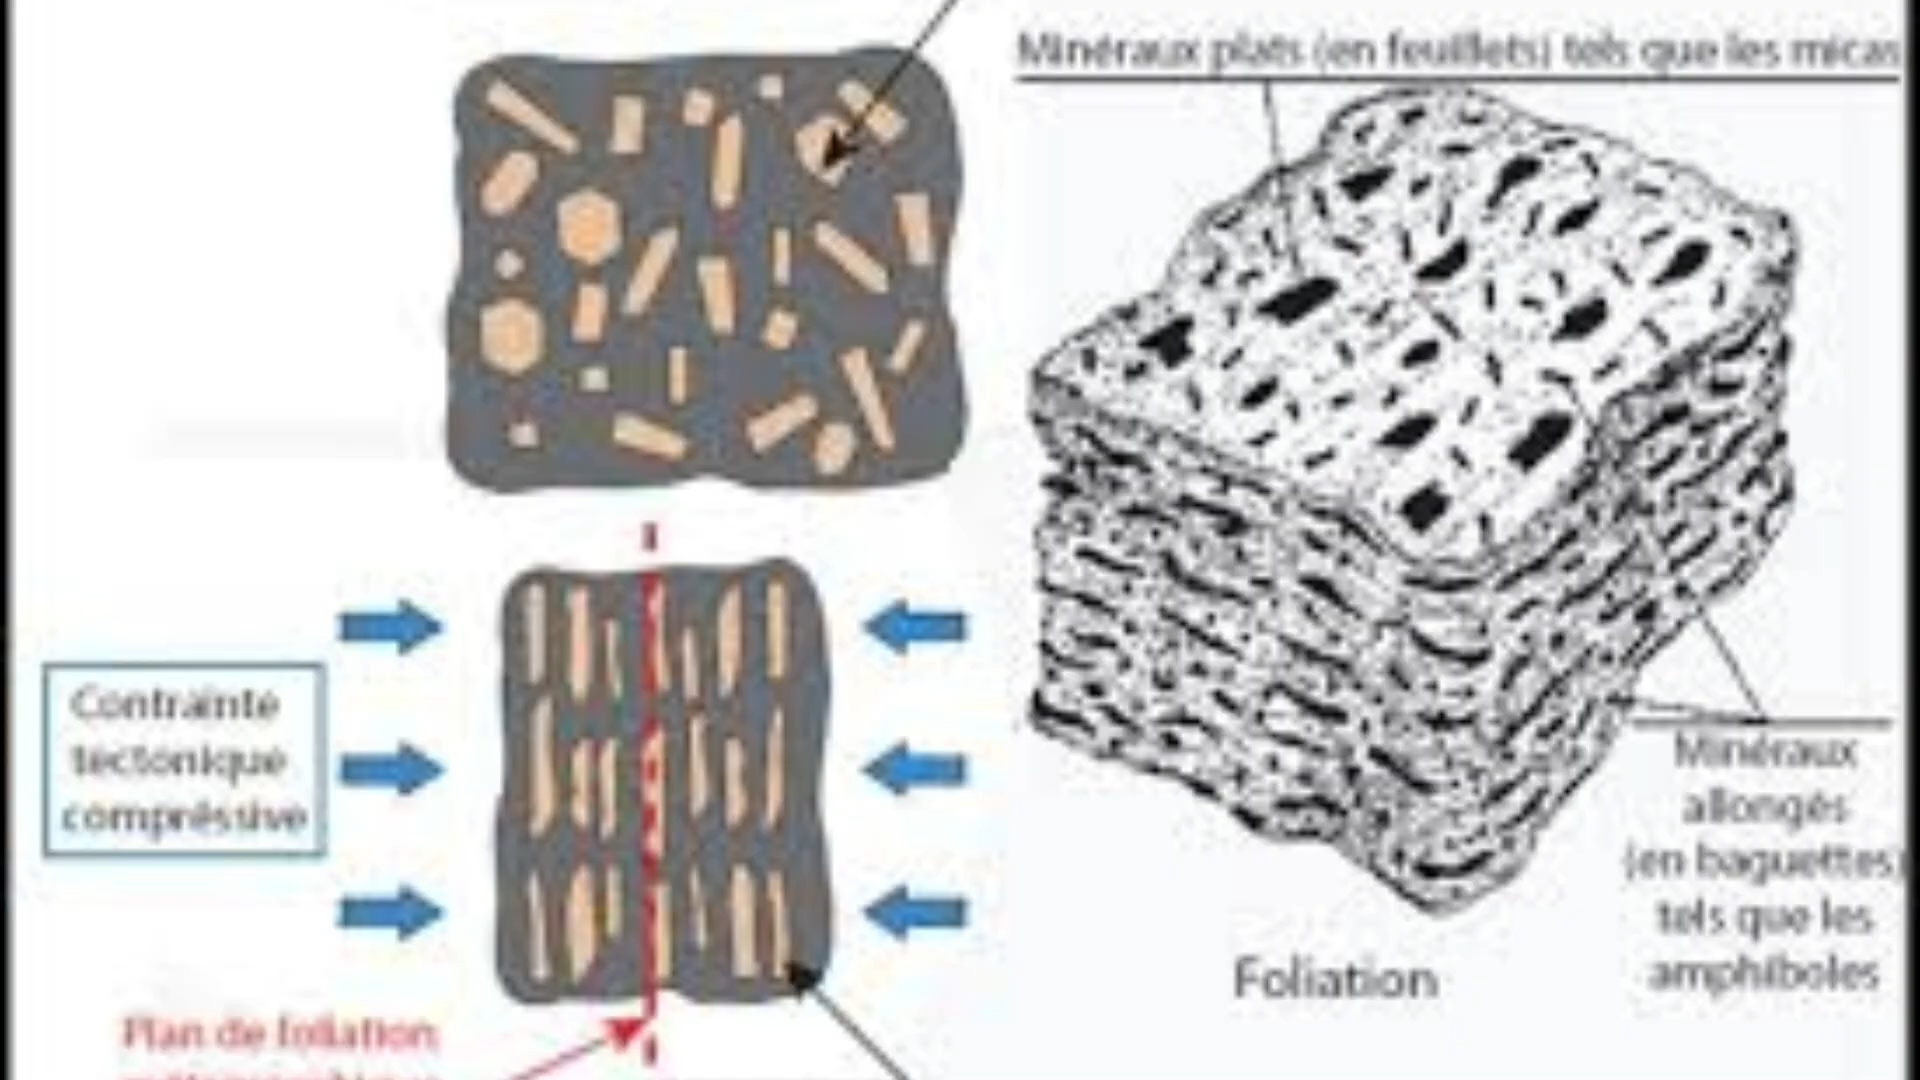 Minéraux plats (en feuillets) tels que les micas
Contrainte
tectonique
compréssive
Minéraux
allongés
(en baguettes)
tels que les
amphiboles
Foliation
Plan de foliation